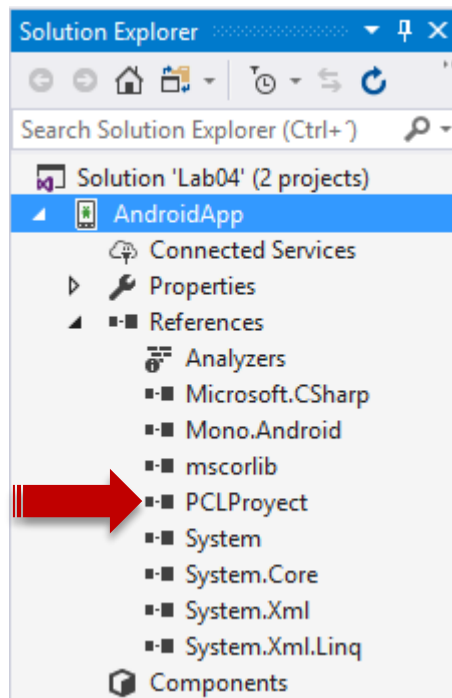 Solution Explorer
Search Solution Explorer (Ctrl+´)
Solution 'Lab04' (2 projects)
AndroidApp
Connected Services
Properties
References
Analyzers
Microsoft.CSharp
Mono.Android
mscorlib
PCLProyect
System
System.Core
System.Xml
System.Xml.Linq
Components